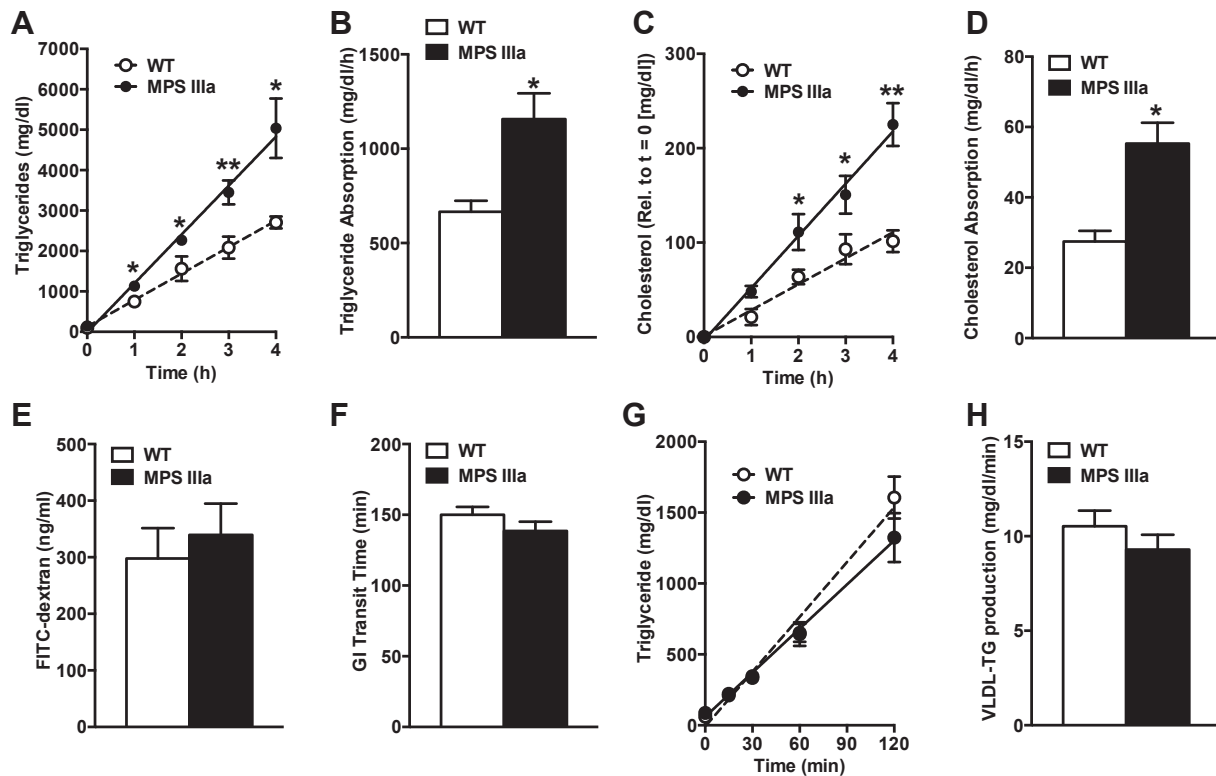 A
Triglycerides (mg/dl)
7000
6000
5000
4000
3000
2000
1000
0
WT
MPS IIIa
*
*
**
*
0 1 2 3 4
Time (h)
B
Triglyceride Absorption (mg/dl/h)
1500
1000
500
0
WT
MPS IIIa
*
C
Cholesterol (Rel. to t = 0 [mg/dl])
300
200
100
0
WT
MPS IIIa
*
*
**
0 1 2 3 4
Time (h)
D
Cholesterol Absorption (mg/dl/h)
80
60
40
20
0
WT
MPS IIIa
*
E
FITC-dextran (ng/ml)
500
400
300
200
100
0
WT
MPS IIIa
F
GI Transit Time (min)
200
150
100
50
0
WT
MPS IIIa
G
Triglyceride (mg/dl)
2000
1500
1000
500
0
WT
MPS IIIa
0 30 60 90 120
Time (min)
H
VLDL-TG production (mg/dl/min)
15
10
5
0
WT
MPS IIIa